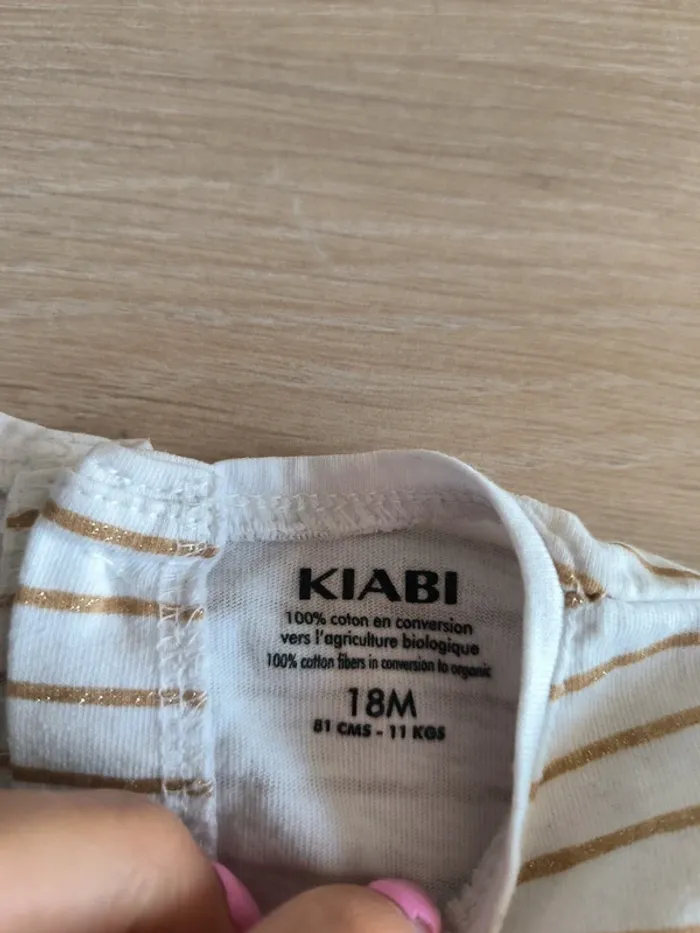 KIABI
100% coton en conversion
vers l'agriculture biologique
100% cotton fibers in conversion to organic
18M
81 CMS - 11 KGS